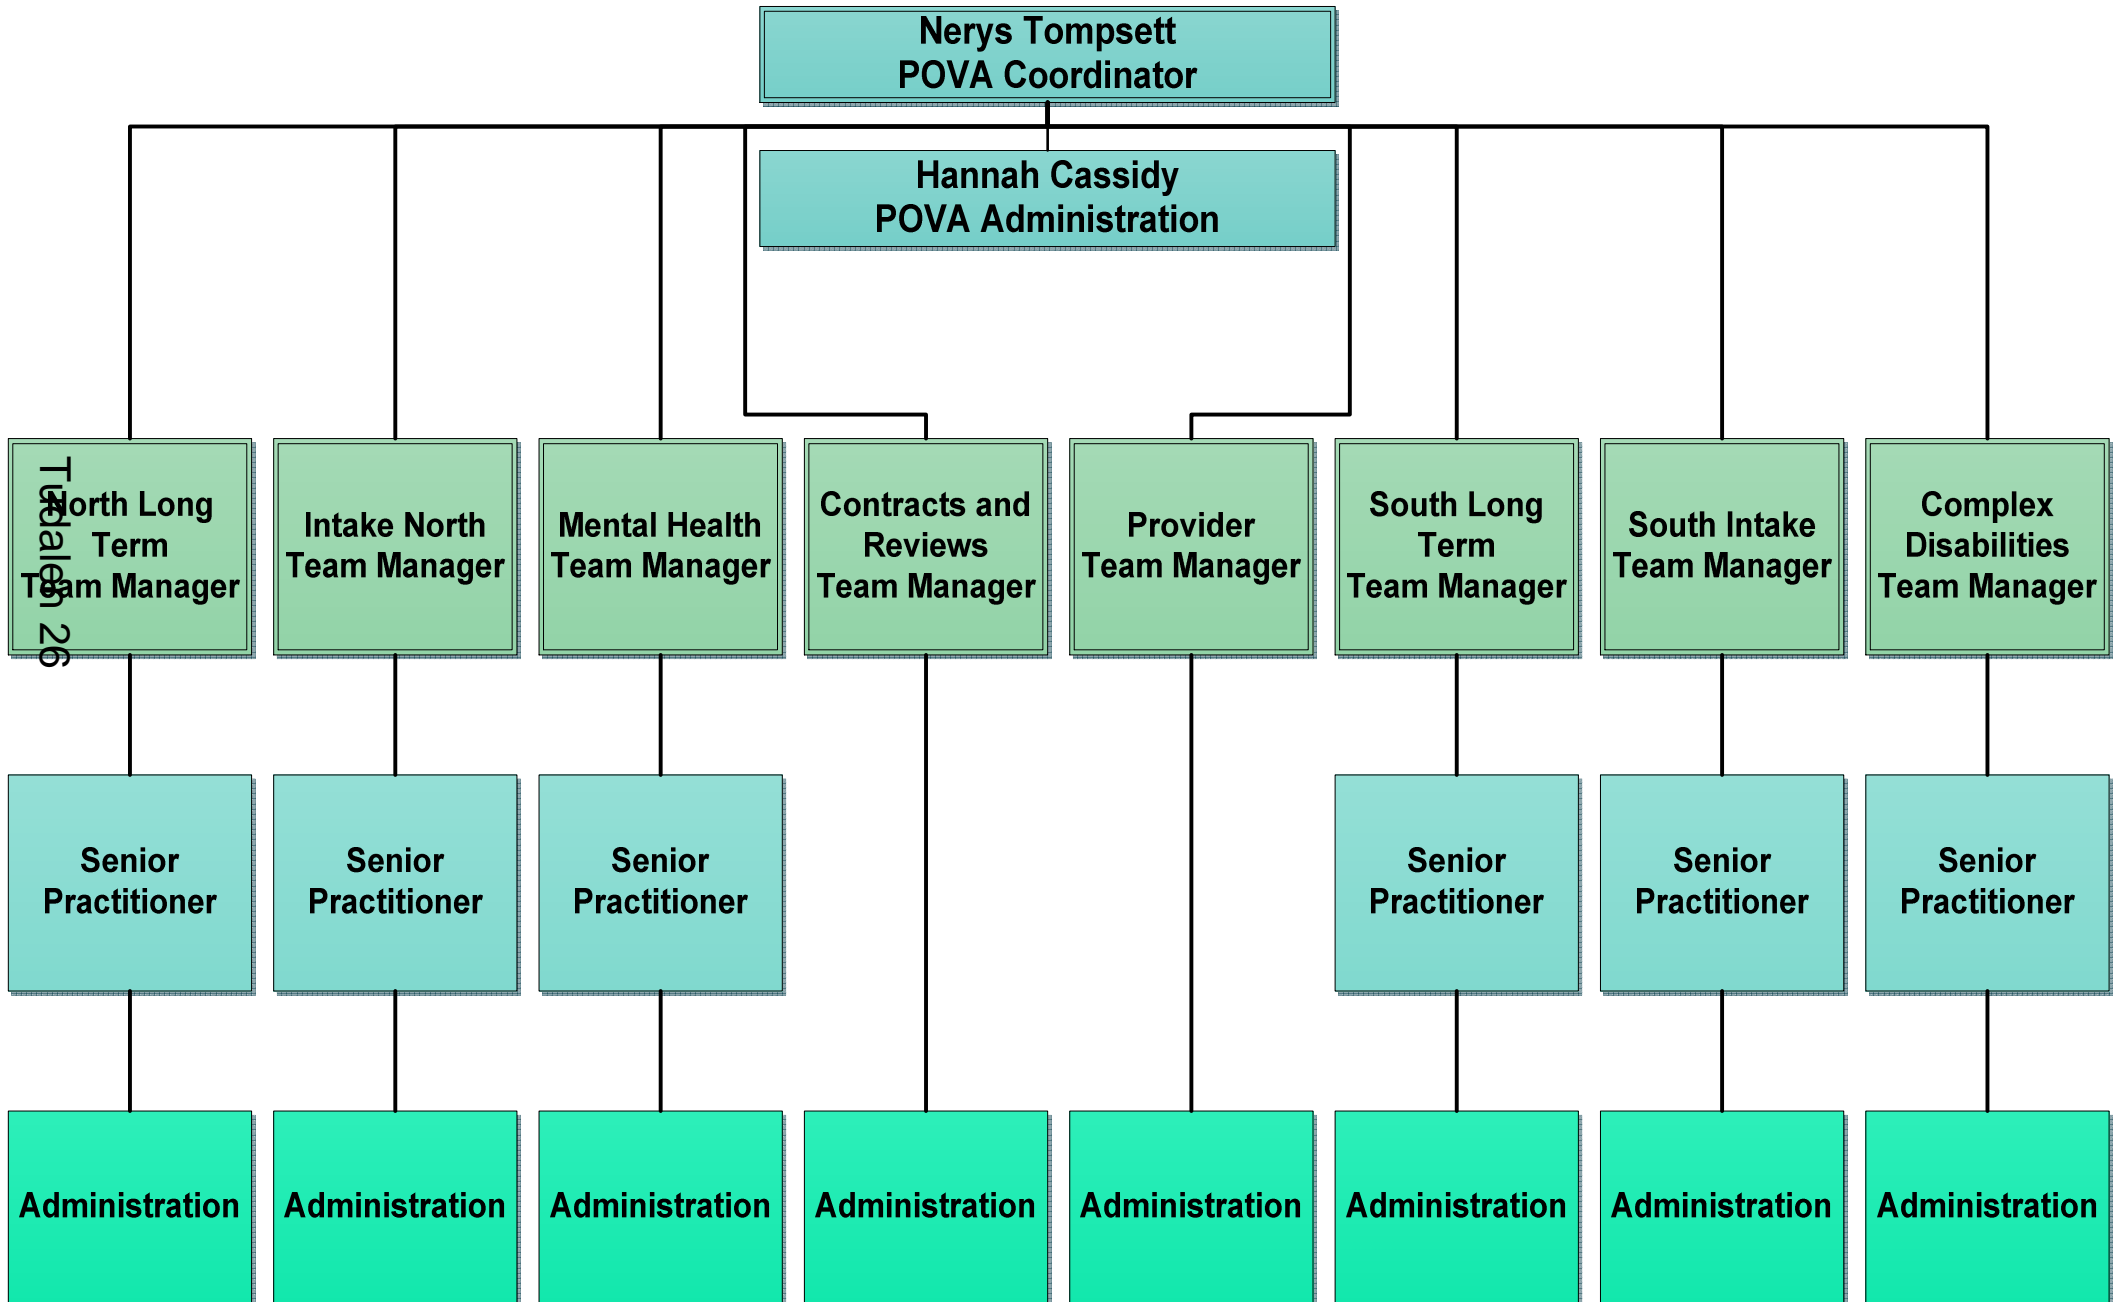 Nerys Tompsett
POVA Coordinator
Hannah Cassidy
POVA Administration
North Long
Term
Team Manager
Intake North
Team Manager
Mental Health
Team Manager
Contracts and
Reviews
Team Manager
Provider
Team Manager
South Long
Term
Team Manager
South Intake
Team Manager
Complex
Disabilities
Team Manager
Tudalen 26
Senior
Practitioner
Senior
Practitioner
Senior
Practitioner
Senior
Practitioner
Senior
Practitioner
Senior
Practitioner
Administration
Administration
Administration
Administration
Administration
Administration
Administration
Administration